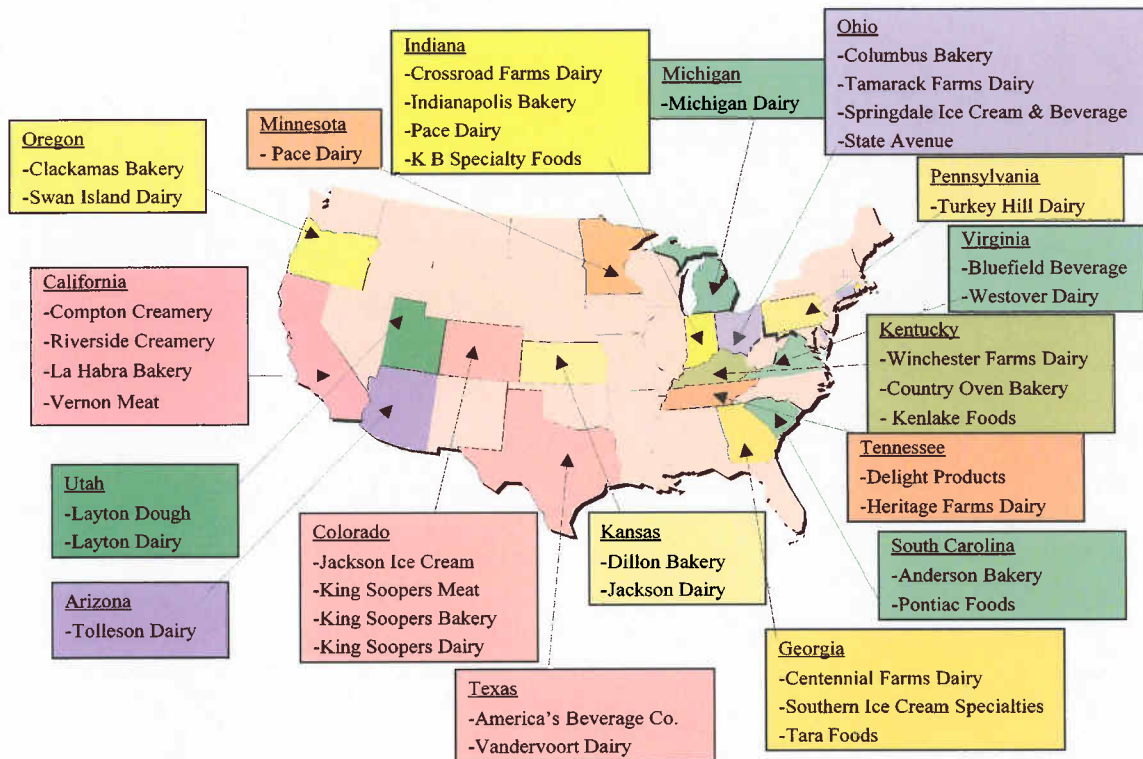 Indiana
-Crossroad Farms Dairy
-Indianapolis Bakery
-Pace Dairy
-K B Specialty Foods
Michigan
-Michigan Dairy
Ohio
-Columbus Bakery
-Tamarack Farms Dairy
-Springdale Ice Cream & Beverage
-State Avenue
Oregon
-Clackamas Bakery
-Swan Island Dairy
Minnesota
- Pace Dairy
Pennsylvania
-Turkey Hill Dairy
Virginia
-Bluefield Beverage
-Westover Dairy
California
-Compton Creamery
-Riverside Creamery
-La Habra Bakery
-Vernon Meat
Kentucky
-Winchester Farms Dairy
-Country Oven Bakery
- Kenlake Foods
Tennessee
-Delight Products
-Heritage Farms Dairy
Utah
-Layton Dough
-Layton Dairy
Colorado
-Jackson Ice Cream
-King Soopers Meat
-King Soopers Bakery
-King Soopers Dairy
Kansas
-Dillon Bakery
-Jackson Dairy
South Carolina
-Anderson Bakery
-Pontiac Foods
Arizona
-Tolleson Dairy
Georgia
-Centennial Farms Dairy
-Southern Ice Cream Specialties
-Tara Foods
Texas
-America's Beverage Co.
-Vandervoort Dairy